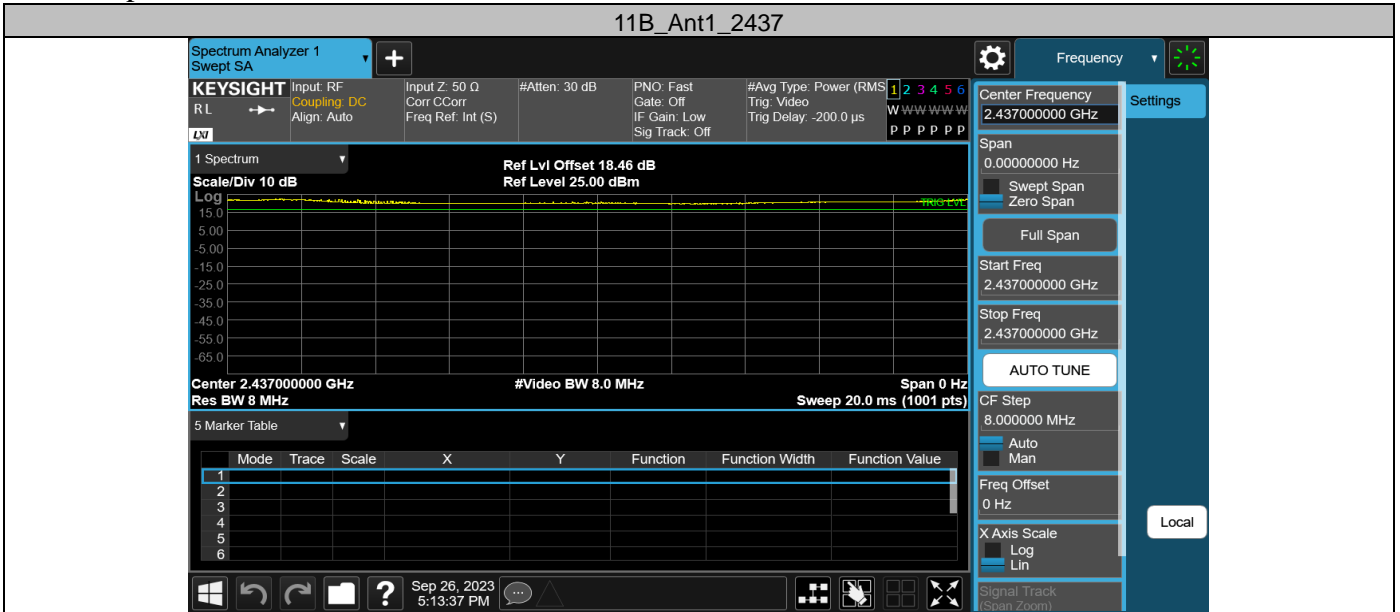 11B_Ant1_2437
Spectrum Analyzer 1
Swept SA
Frequency
KEYSIGHT
RL
LXI
Input: RF
Coupling: DC
Align: Auto
Input Z: 50 Ω
Corr CCorr
Freq Ref: Int (S)
#Atten: 30 dB
PNO: Fast
Gate: Off
IF Gain: Low
Sig Track: Off
#Avg Type: Power (RMS
Trig: Video
Trig Delay: -200.0 µs
1 2 3 4 5 6
W W W W W W
P P P P P P
Center Frequency
2.437000000 GHz
Settings
Span
0.00000000 Hz
Swept Span
Zero Span
Full Span
Start Freq
2.437000000 GHz
Stop Freq
2.437000000 GHz
AUTO TUNE
CF Step
8.000000 MHz
Auto
Man
Freq Offset
0 Hz
X Axis Scale
Log
Lin
Signal Track
(Span Zoom)
Local
1 Spectrum
Scale/Div 10 dB
Ref Lvl Offset 18.46 dB
Ref Level 25.00 dBm
Log
TRIG LVL
15.0
5.00
-5.00
-15.0
-25.0
-35.0
-45.0
-55.0
-65.0
Center 2.437000000 GHz
#Video BW 8.0 MHz
Span 0 Hz
Res BW 8 MHz
Sweep 20.0 ms (1001 pts)
5 Marker Table
Mode Trace Scale X Y Function Function Width Function Value
1
2
3
4
5
6
?
Sep 26, 2023
5:13:37 PM